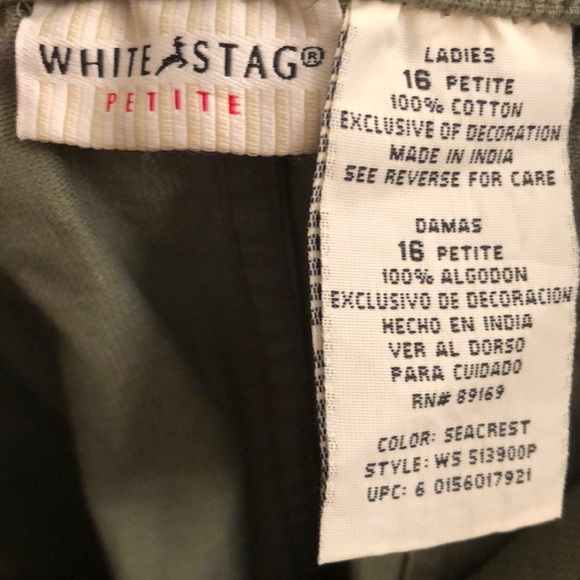 WHITE STAG®
PETITE
LADIES
16 PETITE
100% COTTON
EXCLUSIVE OF DECORATION
MADE IN INDIA
SEE REVERSE FOR CARE
DAMAS
16 PETITE
100% ALGODON
EXCLUSIVO DE DECORACION
HECHO EN INDIA
VER AL DORSO
PARA CUIDADO
RN# 89169
COLOR: SEACREST
STYLE: WS 513900P
UPC: 6 0156017921